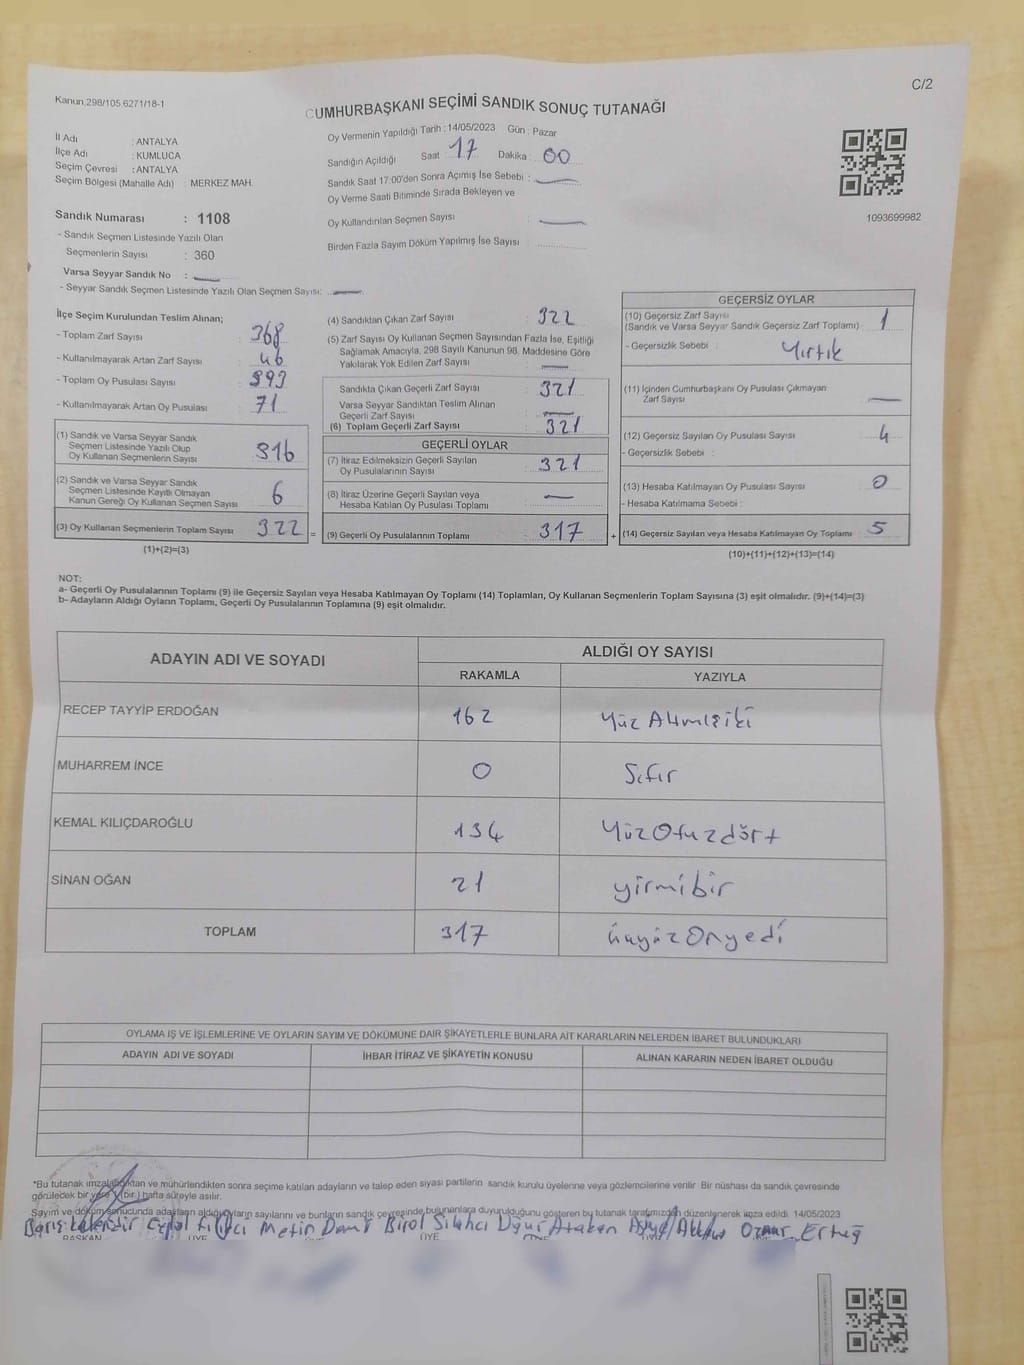 C/2
Kanun.298/105.6271/18-1
CUMHURBAŞKANI SEÇİMİ SANDIK SONUÇ TUTANAĞI
İl Adı : ANTALYA
İlçe Adı : KUMLUCA
Seçim Çevresi : ANTALYA
Seçim Bölgesi (Mahalle Adı) : MERKEZ MAH.
Sandık Numarası : 1108
- Sandık Seçmen Listesinde Yazılı Olan
Seçmenlerin Sayısı : 360
Varsa Seyyar Sandık No :
- Seyyar Sandık Seçmen Listesinde Yazılı Olan Seçmen Sayısı:
Oy Vermenin Yapıldığı Tarih : 14/05/2023 Gün : Pazar
Sandığın Açıldığı Saat : 17 Dakika : 00
Sandık Saat 17:00'den Sonra Açımış İse Sebebi :
Oy Verme Saati Bitiminde Sırada Bekleyen ve
Oy Kullandırılan Seçmen Sayısı :
Birden Fazla Sayım Döküm Yapılmış İse Sayısı :
1093699982
İlçe Seçim Kurulundan Teslim Alınan;
- Toplam Zarf Sayısı : 368
- Kullanılmayarak Artan Zarf Sayısı : 46
- Toplam Oy Pusulası Sayısı : 393
- Kullanılmayarak Artan Oy Pusulası : 71
(1) Sandık ve Varsa Seyyar Sandık
Seçmen Listesinde Yazılı Olup
Oy Kullanan Seçmenlerin Sayısı : 316
(2) Sandık ve Varsa Seyyar Sandık
Seçmen Listesinde Kayıtlı Olmayan
Kanun Gereği Oy Kullanan Seçmen Sayısı : 6
(3) Oy Kullanan Seçmenlerin Toplam Sayısı : 322 =
(1)+(2)=(3)
(4) Sandıktan Çıkan Zarf Sayısı : 322
(5) Zarf Sayısı Oy Kullanan Seçmen Sayısından Fazla İse, Eşitliği
Sağlamak Amacıyla, 298 Sayılı Kanunun 98. Maddesine Göre
Yakılarak Yok Edilen Zarf Sayısı :
Sandıkta Çıkan Geçerli Zarf Sayısı : 321
Varsa Seyyar Sandıktan Teslim Alınan
Geçerli Zarf Sayısı :
(6) Toplam Geçerli Zarf Sayısı : 321
GEÇERLİ OYLAR
(7) İtiraz Edilmeksizin Geçerli Sayılan
Oy Pusulalarının Sayısı : 321
(8) İtiraz Üzerine Geçerli Sayılan veya
Hesaba Katılan Oy Pusulası Toplamı :
(9) Geçerli Oy Pusulalarının Toplamı : 317 +
GEÇERSİZ OYLAR
(10) Geçersiz Zarf Sayısı
(Sandık ve Varsa Seyyar Sandık Geçersiz Zarf Toplamı) : 1
- Geçersizlik Sebebi : Yırtık
(11) İçinden Cumhurbaşkanı Oy Pusulası Çıkmayan
Zarf Sayısı :
(12) Geçersiz Sayılan Oy Pusulası Sayısı : 4
- Geçersizlik Sebebi :
(13) Hesaba Katılmayan Oy Pusulası Sayısı : 0
- Hesaba Katılmama Sebebi :
(14) Geçersiz Sayılan veya Hesaba Katılmayan Oy Toplamı : 5
(10)+(11)+(12)+(13)=(14)
NOT:
a- Geçerli Oy Pusulalarının Toplamı (9) ile Geçersiz Sayılan veya Hesaba Katılmayan Oy Toplamı (14) Toplamları, Oy Kullanan Seçmenlerin Toplam Sayısına (3) eşit olmalıdır. (9)+(14)=(3)
b- Adayların Aldığı Oyların Toplamı, Geçerli Oy Pusulalarının Toplamına (9) eşit olmalıdır.
ADAYIN ADI VE SOYADI
ALDIĞI OY SAYISI
RAKAMLA YAZIYLA
RECEP TAYYİP ERDOĞAN 162 Yüz Altmışiki
MUHARREM İNCE 0 Sıfır
KEMAL KILIÇDAROĞLU 134 YüzOtuzdört
SİNAN OĞAN 21 yirmibir
TOPLAM 317 üçyüzOnyedi
OYLAMA İŞ VE İŞLEMLERİNE VE OYLARIN SAYIM VE DÖKÜMÜNE DAİR ŞİKAYETLERLE BUNLARA AİT KARARLARIN NELERDEN İBARET BULUNDUKLARI
ADAYIN ADI VE SOYADI İHBAR İTİRAZ VE ŞİKAYETİN KONUSU ALINAN KARARIN NEDEN İBARET OLDUĞU
*Bu tutanak imzalandıktan ve mühürlendikten sonra seçime katılan adayların ve talep eden siyasi partilerin sandık kurulu üyelerine veya gözlemcilerine verilir Bir nüshası da sandık çevresinde
görülecek bir yere 1 (bir) hafta süreyle asılır.
Sayım ve döküm sonucunda adayların aldığı oyların sayılarını ve bunların sandık çevresinde bulunanlara duyurulduğunu gösteren bu tutanak tarafımızdan düzenlenerek imza edildi. 14/05/2023
Barış Eylül Metin Demir Birol Silahcı Uğur Ataken
BAŞKAN ÜYE